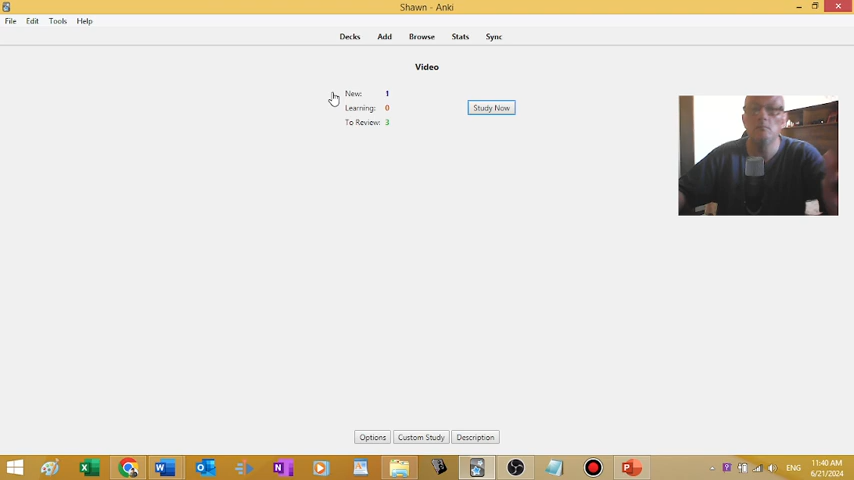 Shawn - Anki
File Edit Tools Help
Decks Add Browse Stats Sync
Video
New: 1
Learning: 0
To Review: 3
Study Now
Options Custom Study Description
ENG
11:40 AM
6/21/2024